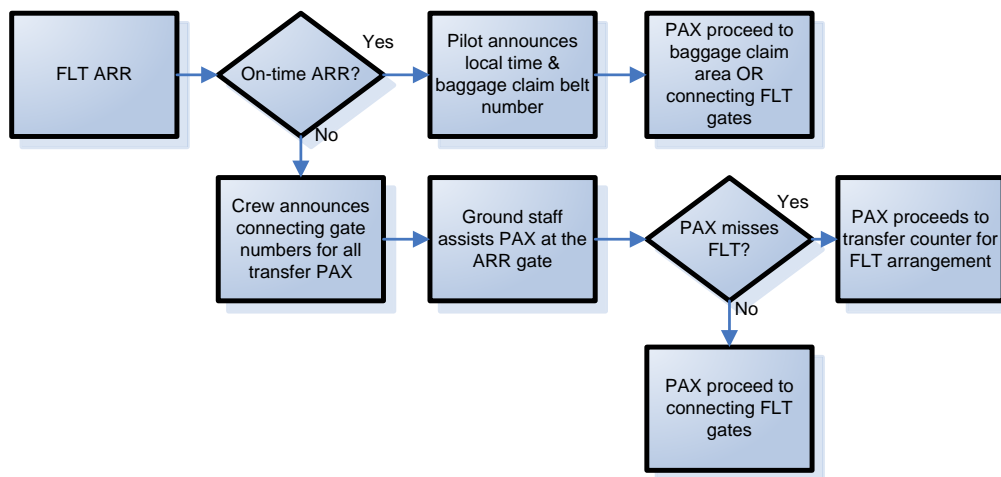 FLT ARR
On-time ARR?
Yes
Pilot announces
local time &
baggage claim belt
number
PAX proceed to
baggage claim
area OR
connecting FLT
gates
No
Crew announces
connecting gate
numbers for all
transfer PAX
Ground staff
assists PAX at the
ARR gate
PAX misses
FLT?
Yes
PAX proceeds to
transfer counter for
FLT arrangement
No
PAX proceed to
connecting FLT
gates